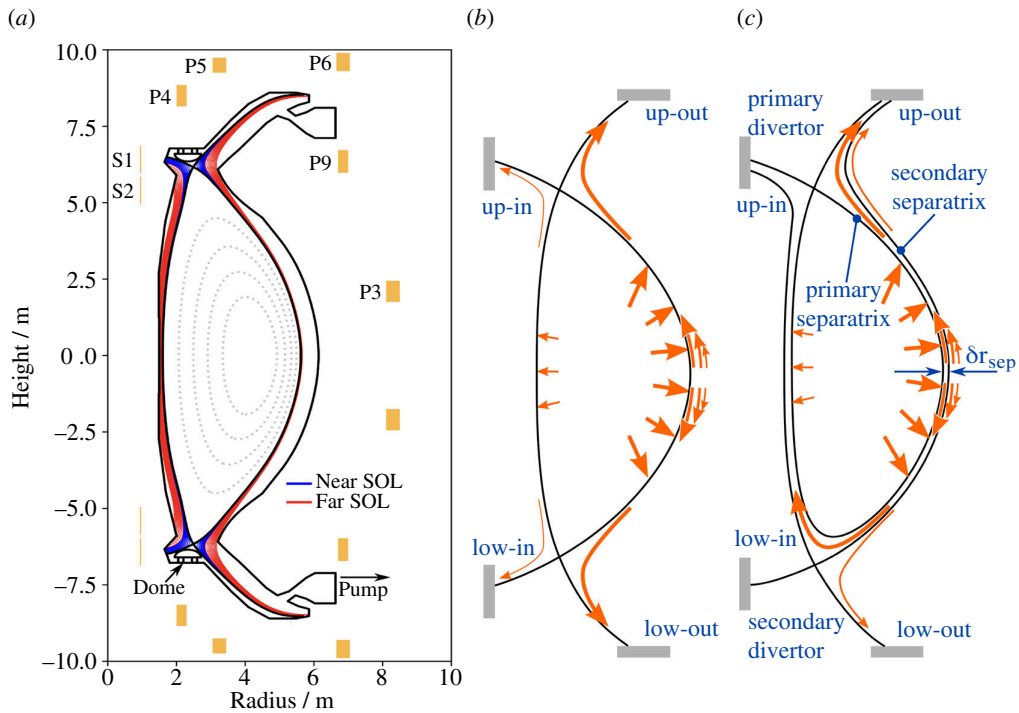 (a)
(b)
(c)
10.0
7.5
5.0
2.5
0.0
−2.5
−5.0
−7.5
−10.0
Height / m
0
2
4
6
8
10
Radius / m
P4
P5
P6
S1
S2
P9
P3
Near SOL
Far SOL
Dome
Pump
up-out
up-in
low-in
low-out
primary
divertor
up-out
up-in
secondary
separatrix
primary
separatrix
δrsep
low-in
secondary
divertor
low-out